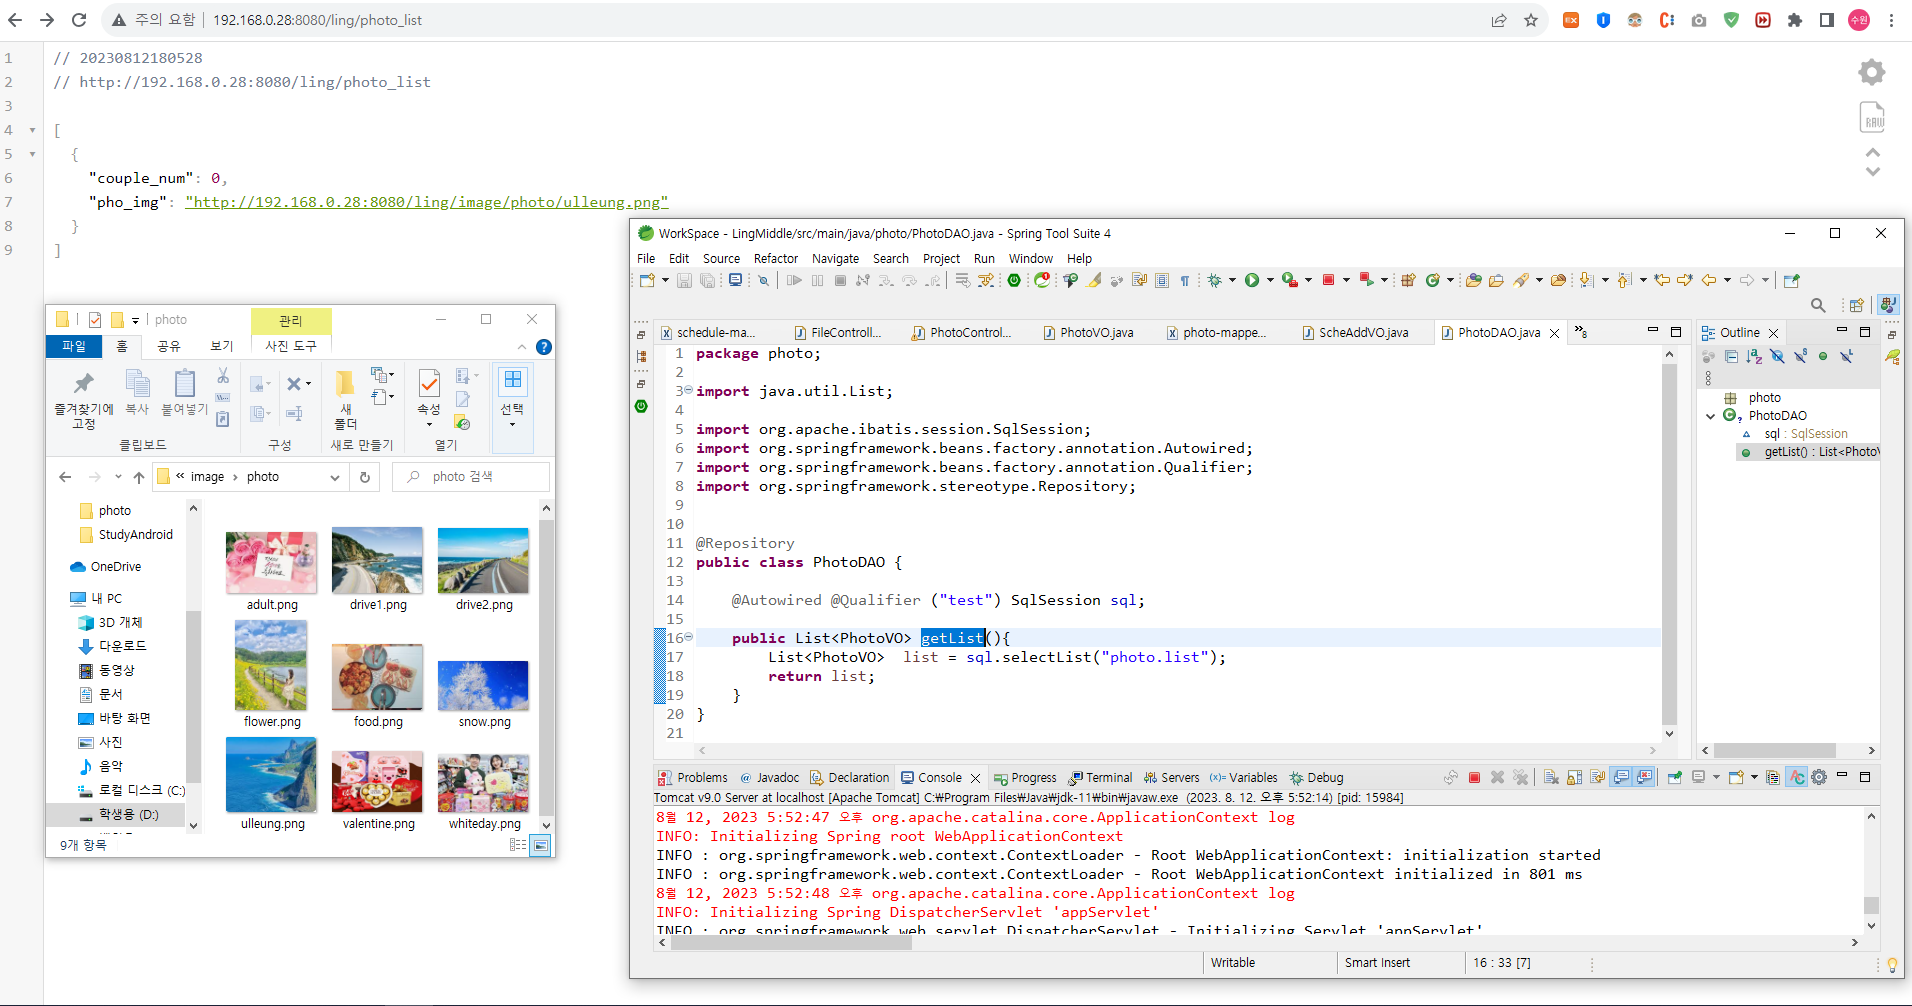 주의 요함 192.168.0.28:8080/ling/photo_list
수원
1 // 20230812180528
2 // http://192.168.0.28:8080/ling/photo_list
3
4 [
5 {
6 "couple_num": 0,
7 "pho_img": "http://192.168.0.28:8080/ling/image/photo/ulleung.png"
8 }
9 ]
RAW
photo 관리
파일 홈 공유 보기 사진 도구
즐겨찾기에 고정 복사 붙여넣기 새 폴더 속성 선택
클립보드 구성 새로 만들기 열기
« image › photo photo 검색
photo
StudyAndroid
OneDrive
내 PC
3D 개체
다운로드
동영상
문서
바탕 화면
사진
음악
로컬 디스크 (C:)
학생용 (D:)
adult.png drive1.png drive2.png
flower.png food.png snow.png
ulleung.png valentine.png whiteday.png
9개 항목
WorkSpace - LingMiddle/src/main/java/photo/PhotoDAO.java - Spring Tool Suite 4
File Edit Source Refactor Navigate Search Project Run Window Help
schedule-ma... FileControll... PhotoControl... PhotoVO.java photo-mappe... ScheAddVO.java PhotoDAO.java »8
1 package photo;
2
3 import java.util.List;
4
5 import org.apache.ibatis.session.SqlSession;
6 import org.springframework.beans.factory.annotation.Autowired;
7 import org.springframework.beans.factory.annotation.Qualifier;
8 import org.springframework.stereotype.Repository;
9
10
11 @Repository
12 public class PhotoDAO {
13
14 @Autowired @Qualifier ("test") SqlSession sql;
15
16 public List<PhotoVO> getList(){
17 List<PhotoVO> list = sql.selectList("photo.list");
18 return list;
19 }
20 }
21
Outline
photo
PhotoDAO
sql : SqlSession
getList() : List<PhotoV
Problems Javadoc Declaration Console Progress Terminal Servers Variables Debug
Tomcat v9.0 Server at localhost [Apache Tomcat] C:₩Program Files₩Java₩jdk-11₩bin₩javaw.exe (2023. 8. 12. 오후 5:52:14) [pid: 15984]
8월 12, 2023 5:52:47 오후 org.apache.catalina.core.ApplicationContext log
INFO: Initializing Spring root WebApplicationContext
INFO : org.springframework.web.context.ContextLoader - Root WebApplicationContext: initialization started
INFO : org.springframework.web.context.ContextLoader - Root WebApplicationContext initialized in 801 ms
8월 12, 2023 5:52:48 오후 org.apache.catalina.core.ApplicationContext log
INFO: Initializing Spring DispatcherServlet 'appServlet'
INFO : org.springframework.web.servlet.DispatcherServlet - Initializing Servlet 'appServlet'
Writable Smart Insert 16 : 33 [7]